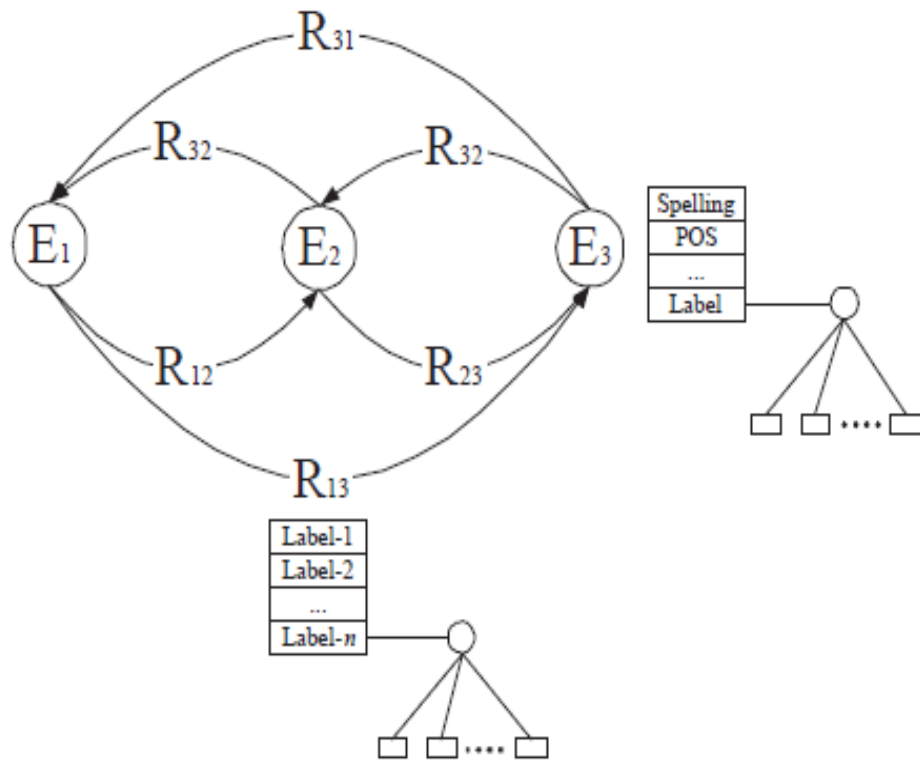 R31
R32
R32
E1
E2
E3
R12
R23
R13
Spelling
POS
...
Label
Label-1
Label-2
...
Label-n